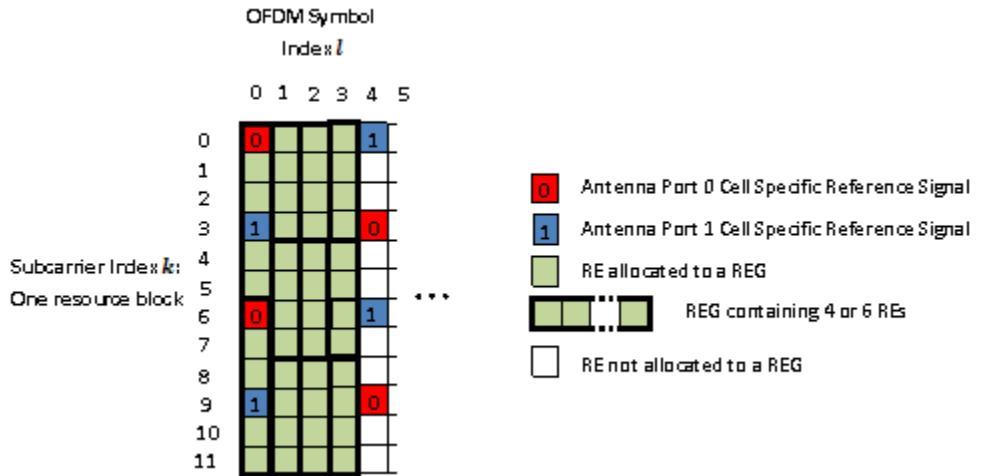 OFDM Symbol
Index l
0 1 2 3 4 5
0 0 1
1
2
3 1 0
4
Subcarrier Index k:
5
One resource block
6 0 1
...
7
8
9 1 0
10
11
0 Antenna Port 0 Cell Specific Reference Signal
1 Antenna Port 1 Cell Specific Reference Signal
RE allocated to a REG
REG containing 4 or 6 REs
RE not allocated to a REG